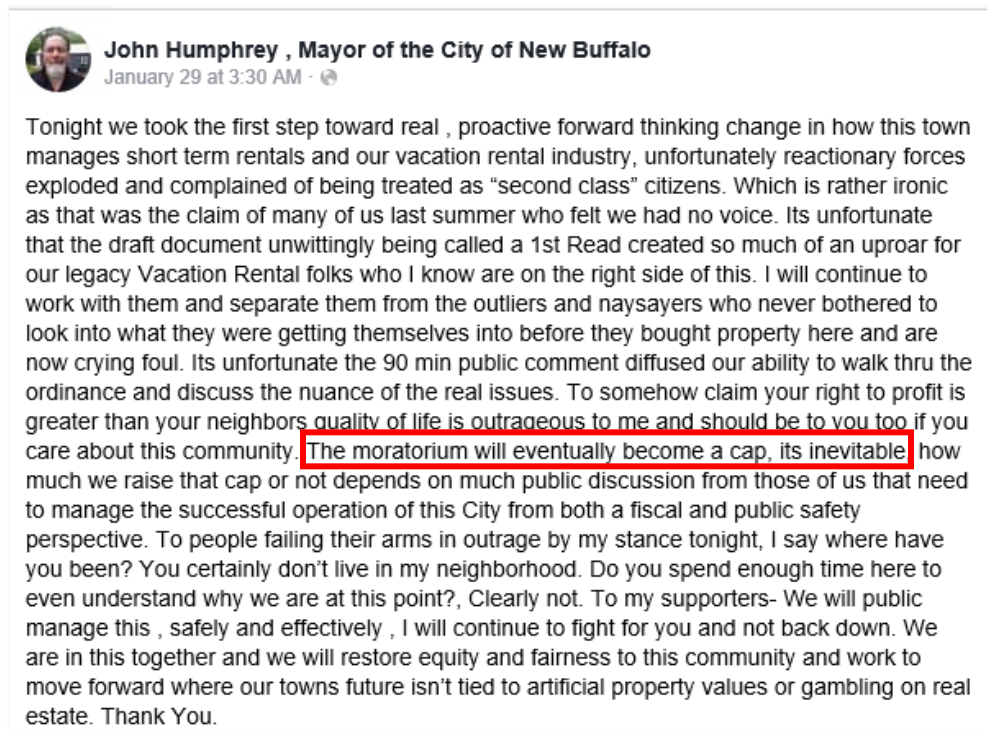 John Humphrey , Mayor of the City of New Buffalo
January 29 at 3:30 AM ·
Tonight we took the first step toward real , proactive forward thinking change in how this town
manages short term rentals and our vacation rental industry, unfortunately reactionary forces
exploded and complained of being treated as “second class” citizens. Which is rather ironic
as that was the claim of many of us last summer who felt we had no voice. Its unfortunate
that the draft document unwittingly being called a 1st Read created so much of an uproar for
our legacy Vacation Rental folks who I know are on the right side of this. I will continue to
work with them and separate them from the outliers and naysayers who never bothered to
look into what they were getting themselves into before they bought property here and are
now crying foul. Its unfortunate the 90 min public comment diffused our ability to walk thru the
ordinance and discuss the nuance of the real issues. To somehow claim your right to profit is
greater than your neighbors quality of life is outrageous to me and should be to you too if you
care about this community. The moratorium will eventually become a cap, its inevitable how
much we raise that cap or not depends on much public discussion from those of us that need
to manage the successful operation of this City from both a fiscal and public safety
perspective. To people failing their arms in outrage by my stance tonight, I say where have
you been? You certainly don’t live in my neighborhood. Do you spend enough time here to
even understand why we are at this point?, Clearly not. To my supporters- We will public
manage this , safely and effectively , I will continue to fight for you and not back down. We
are in this together and we will restore equity and fairness to this community and work to
move forward where our towns future isn’t tied to artificial property values or gambling on real
estate. Thank You.